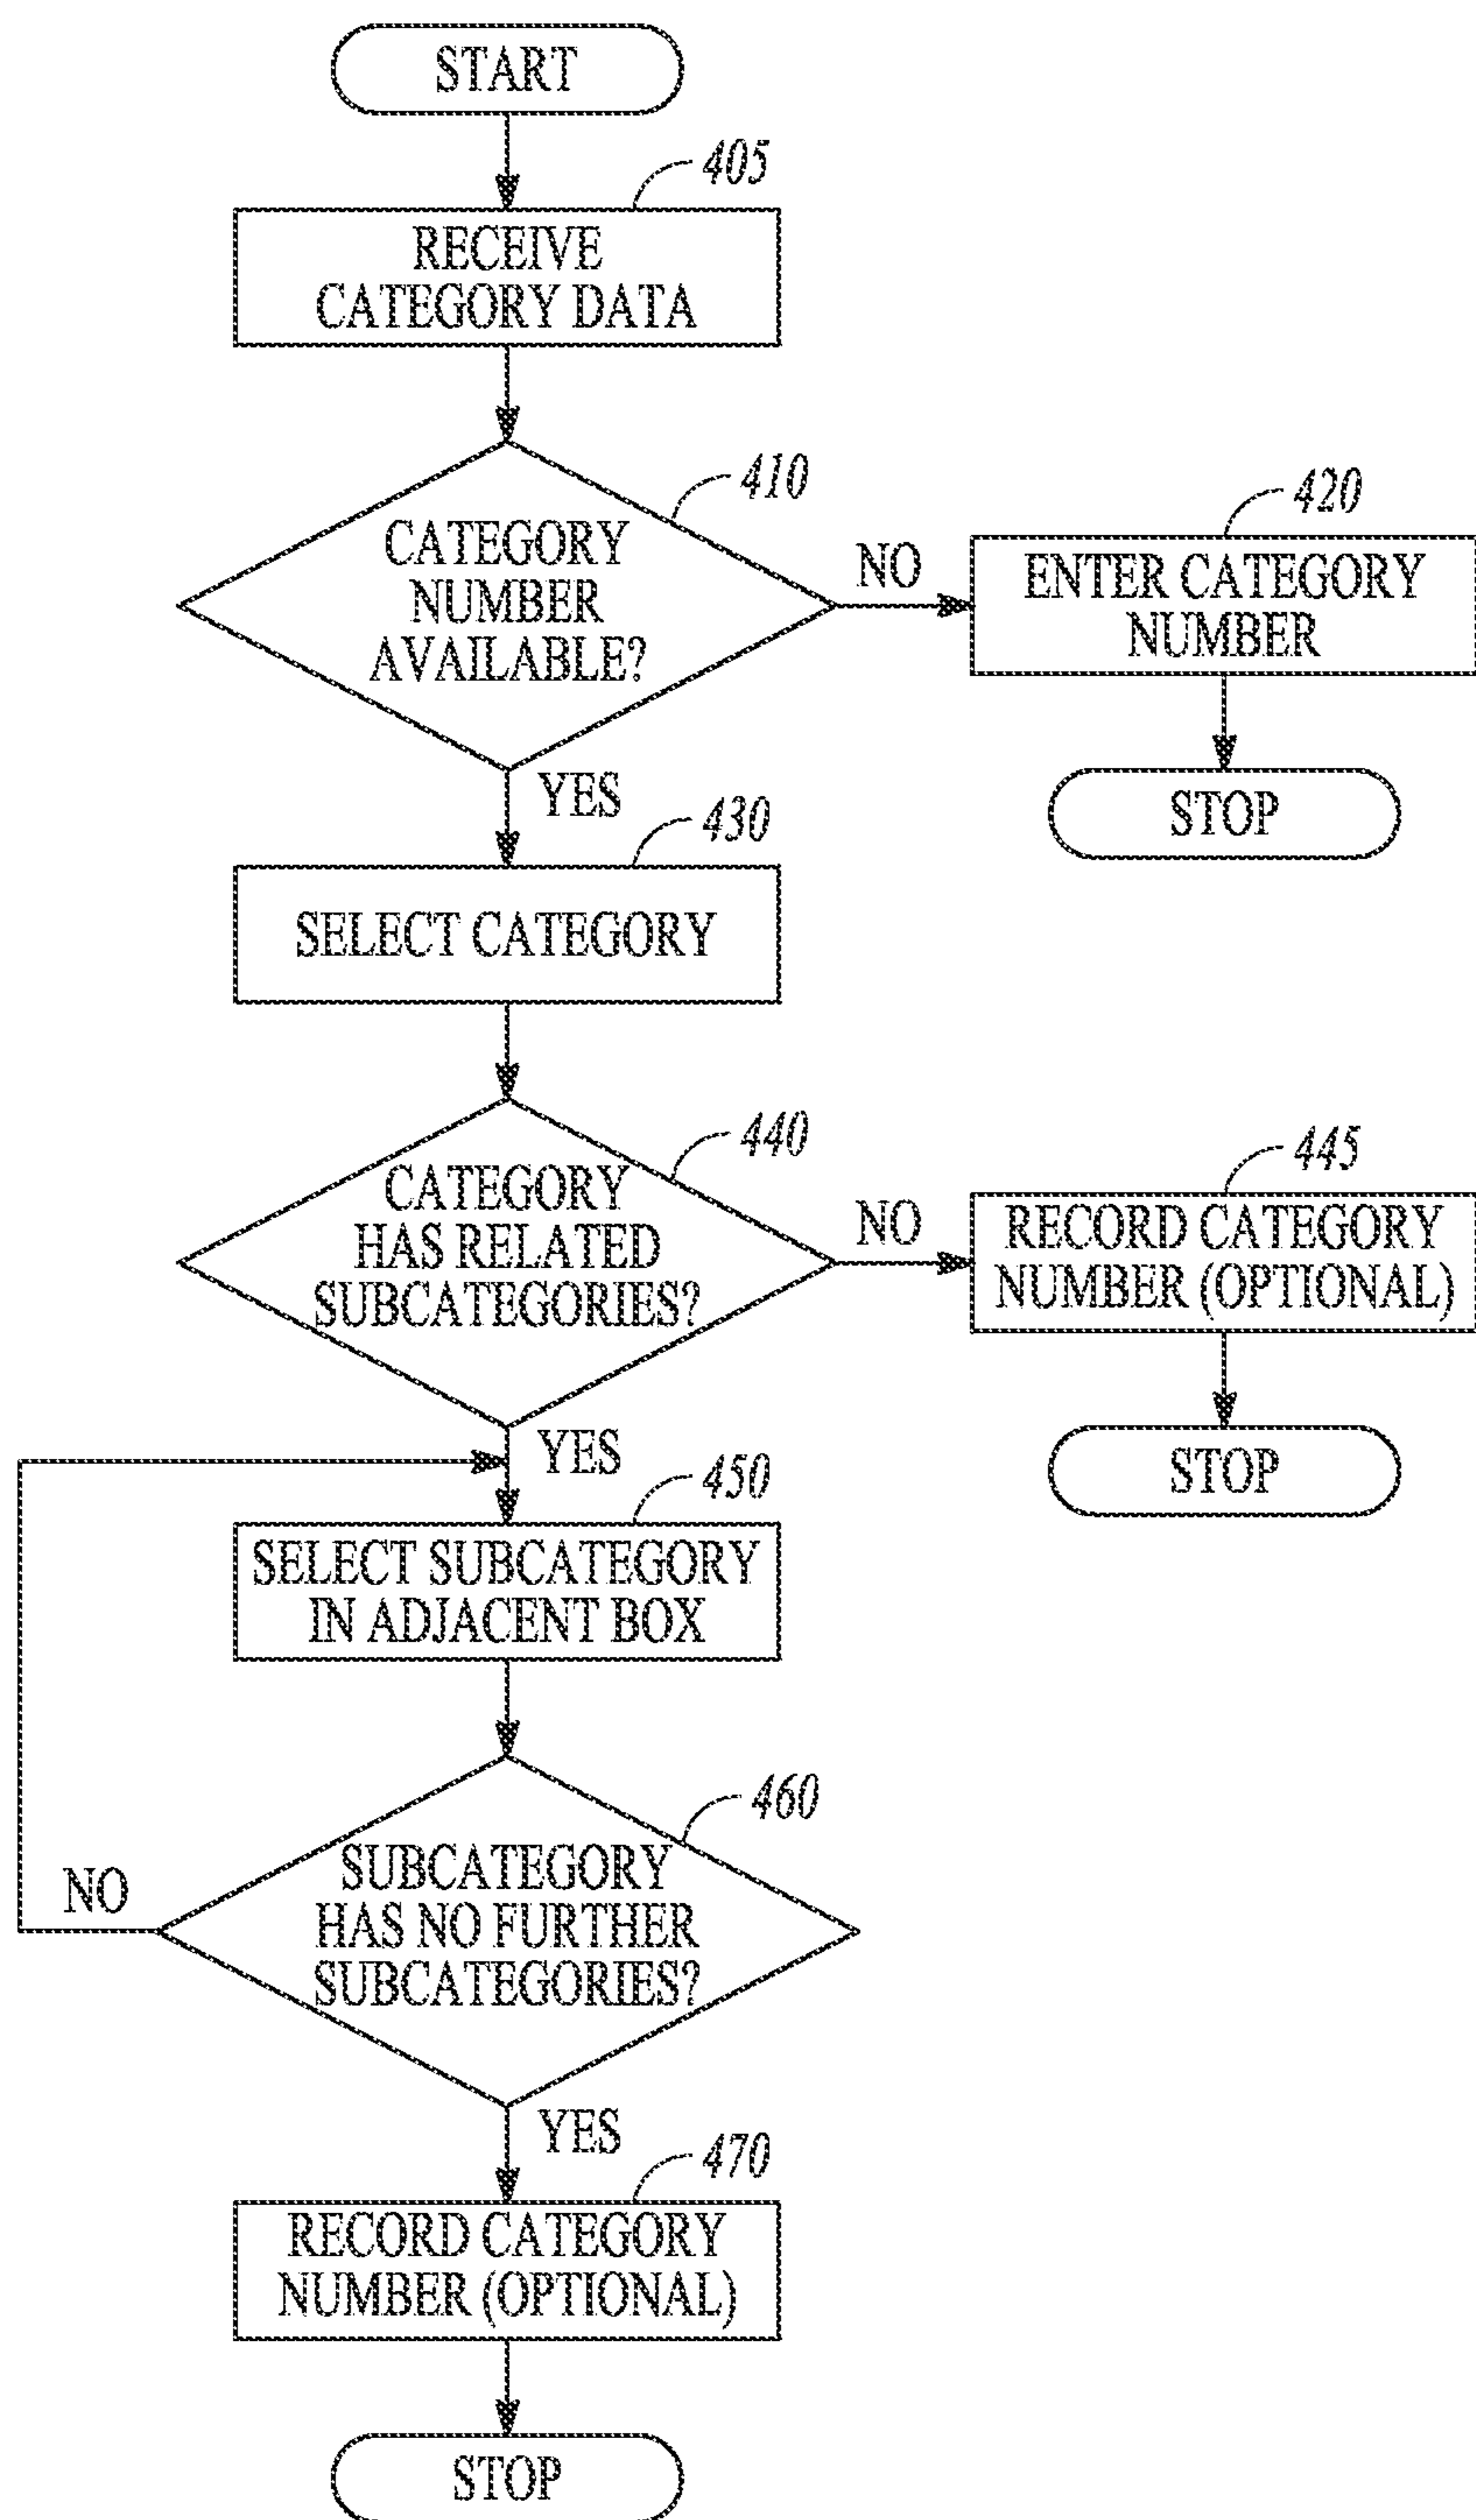 START
405
RECEIVE
CATEGORY DATA
410
CATEGORY
NUMBER
AVAILABLE?
NO
420
ENTER CATEGORY
NUMBER
STOP
YES
430
SELECT CATEGORY
440
CATEGORY
HAS RELATED
SUBCATEGORIES?
NO
445
RECORD CATEGORY
NUMBER (OPTIONAL)
STOP
YES
450
SELECT SUBCATEGORY
IN ADJACENT BOX
460
SUBCATEGORY
HAS NO FURTHER
SUBCATEGORIES?
NO
YES
470
RECORD CATEGORY
NUMBER (OPTIONAL)
STOP